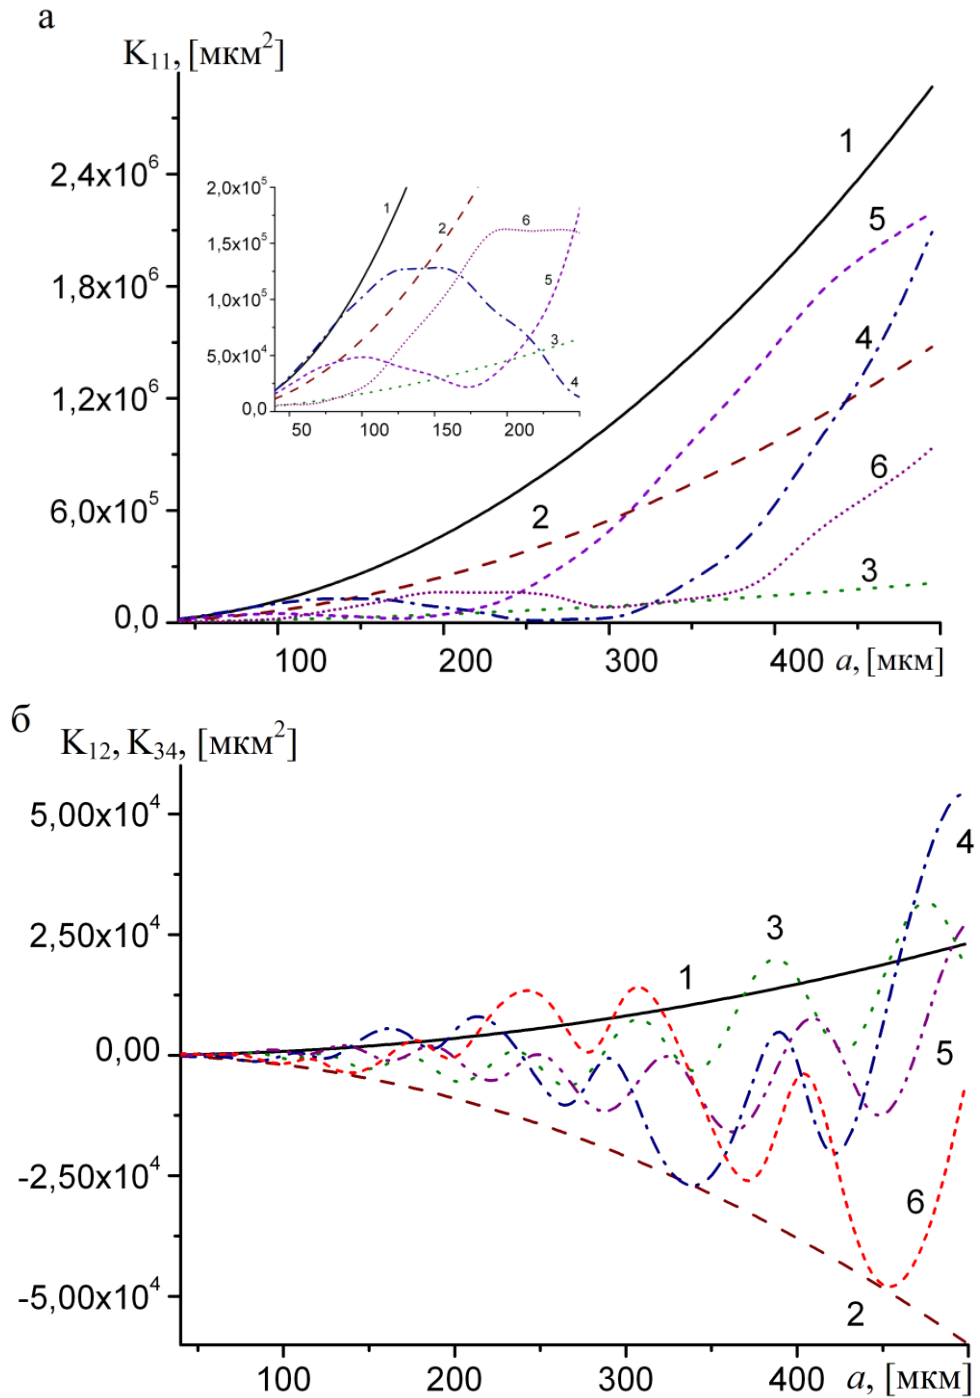 а
K₁₁, [мкм²]
2,4x10⁶
1,8x10⁶
1,2x10⁶
6,0x10⁵
0,0
100 200 300 400 a, [мкм]
1
5
4
2
6
3
2,0x10⁵
1,5x10⁵
1,0x10⁵
5,0x10⁴
0,0
50 100 150 200
1
2
6
5
3
4
б
K₁₂, K₃₄, [мкм²]
5,00x10⁴
2,50x10⁴
0,00
-2,50x10⁴
-5,00x10⁴
100 200 300 400 a, [мкм]
4
3
1
5
6
2